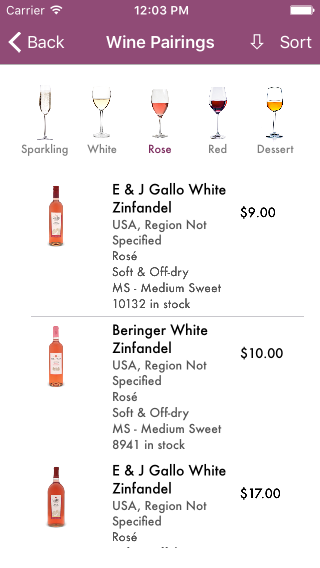 Carrier 12:03 PM
Back Wine Pairings Sort
Sparkling White Rose Red Dessert
E & J Gallo White
Zinfandel
$9.00
USA, Region Not
Specified
Rosé
Soft & Off-dry
MS - Medium Sweet
10132 in stock
Beringer White
Zinfandel
$10.00
USA, Region Not
Specified
Rosé
Soft & Off-dry
MS - Medium Sweet
8941 in stock
E & J Gallo White
Zinfandel
$17.00
USA, Region Not
Specified
Rosé